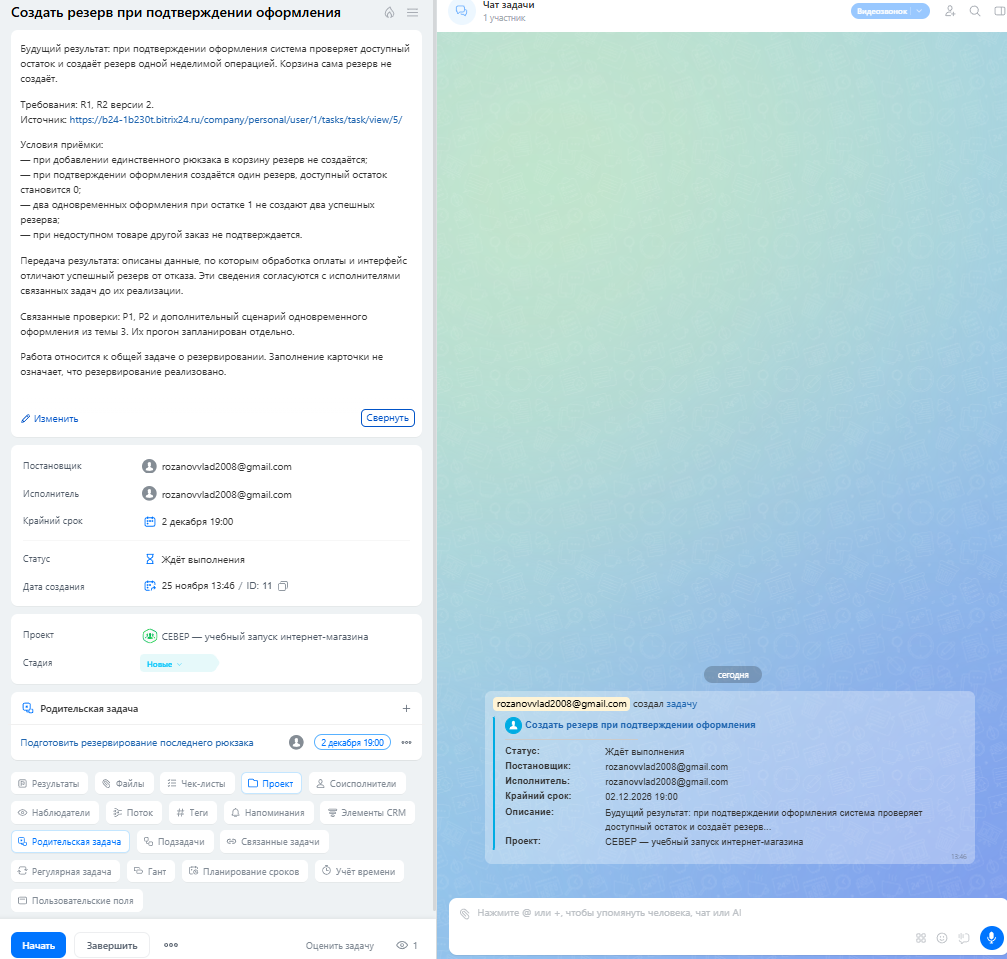 Создать резерв при подтверждении оформления
Будущий результат: при подтверждении оформления система проверяет доступный
остаток и создаёт резерв одной неделимой операцией. Корзина сама резерв не
создаёт.
Требования: R1, R2 версии 2.
Источник: https://b24-1b230t.bitrix24.ru/company/personal/user/1/tasks/task/view/5/
Условия приёмки:
— при добавлении единственного рюкзака в корзину резерв не создаётся;
— при подтверждении оформления создаётся один резерв, доступный остаток
становится 0;
— два одновременных оформления при остатке 1 не создают два успешных
резерва;
— при недоступном товаре другой заказ не подтверждается.
Передача результата: описаны данные, по которым обработка оплаты и интерфейс
отличают успешный резерв от отказа. Эти сведения согласуются с исполнителями
связанных задач до их реализации.
Связанные проверки: P1, P2 и дополнительный сценарий одновременного
оформления из темы 3. Их прогон запланирован отдельно.
Работа относится к общей задаче о резервировании. Заполнение карточки не
означает, что резервирование реализовано.
Изменить
Свернуть
Постановщик
rozanovvlad2008@gmail.com
Исполнитель
rozanovvlad2008@gmail.com
Крайний срок
2 декабря 19:00
Статус
Ждёт выполнения
Дата создания
25 ноября 13:46 / ID: 11
Проект
СЕВЕР — учебный запуск интернет-магазина
Стадия
Новые
Родительская задача
Подготовить резервирование последнего рюкзака
2 декабря 19:00
Результаты
Файлы
Чек-листы
Проект
Соисполнители
Наблюдатели
Поток
Теги
Напоминания
Элементы CRM
Родительская задача
Подзадачи
Связанные задачи
Регулярная задача
Гант
Планирование сроков
Учёт времени
Пользовательские поля
Начать
Завершить
Оценить задачу
1
Чат задачи
1 участник
Видеозвонок
сегодня
rozanovvlad2008@gmail.com создал задачу
Создать резерв при подтверждении оформления
Статус: Ждёт выполнения
Постановщик: rozanovvlad2008@gmail.com
Исполнитель: rozanovvlad2008@gmail.com
Крайний срок: 02.12.2026 19:00
Описание: Будущий результат: при подтверждении оформления система проверяет
доступный остаток и создаёт резерв...
Проект: СЕВЕР — учебный запуск интернет-магазина
13:46
Нажмите @ или +, чтобы упомянуть человека, чат или AI